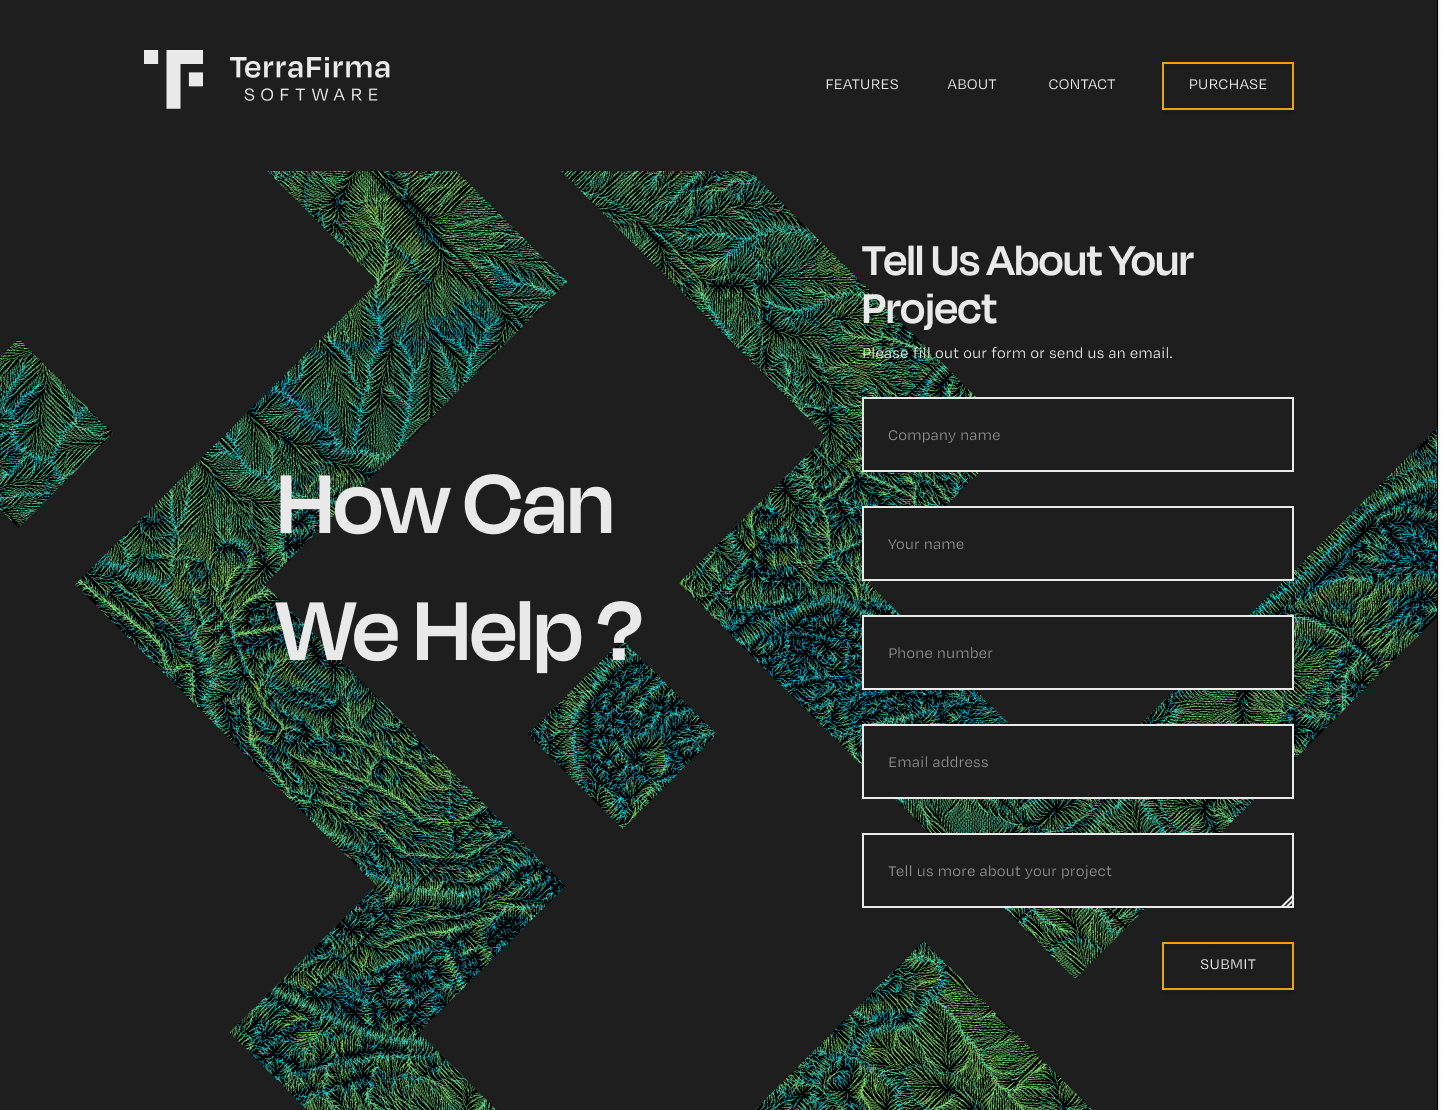 TerraFirma
SOFTWARE
FEATURES
ABOUT
CONTACT
PURCHASE
How Can
We Help ?
Tell Us About Your
Project
Please fill out our form or send us an email.
Company name
Your name
Phone number
Email address
Tell us more about your project
SUBMIT